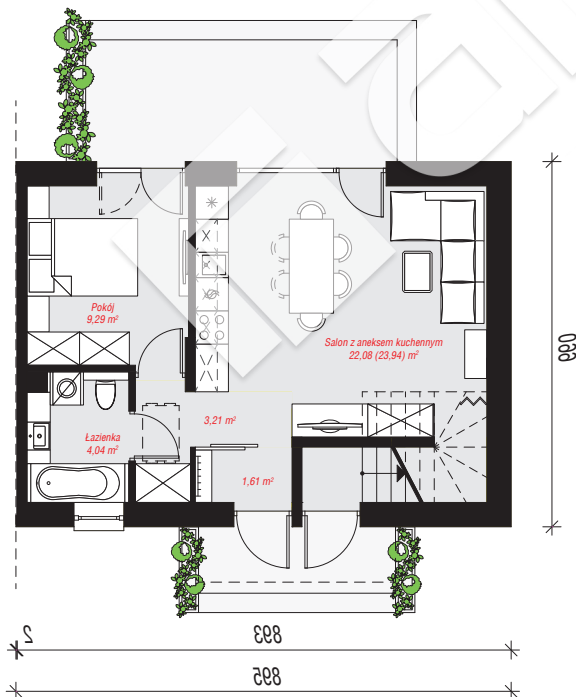 Pokój
9,29 m²
Salon z aneksem kuchennym
22,08 (23,94) m²
660
3,21 m²
Łazienka
4,04 m²
1,61 m²
2
893
895